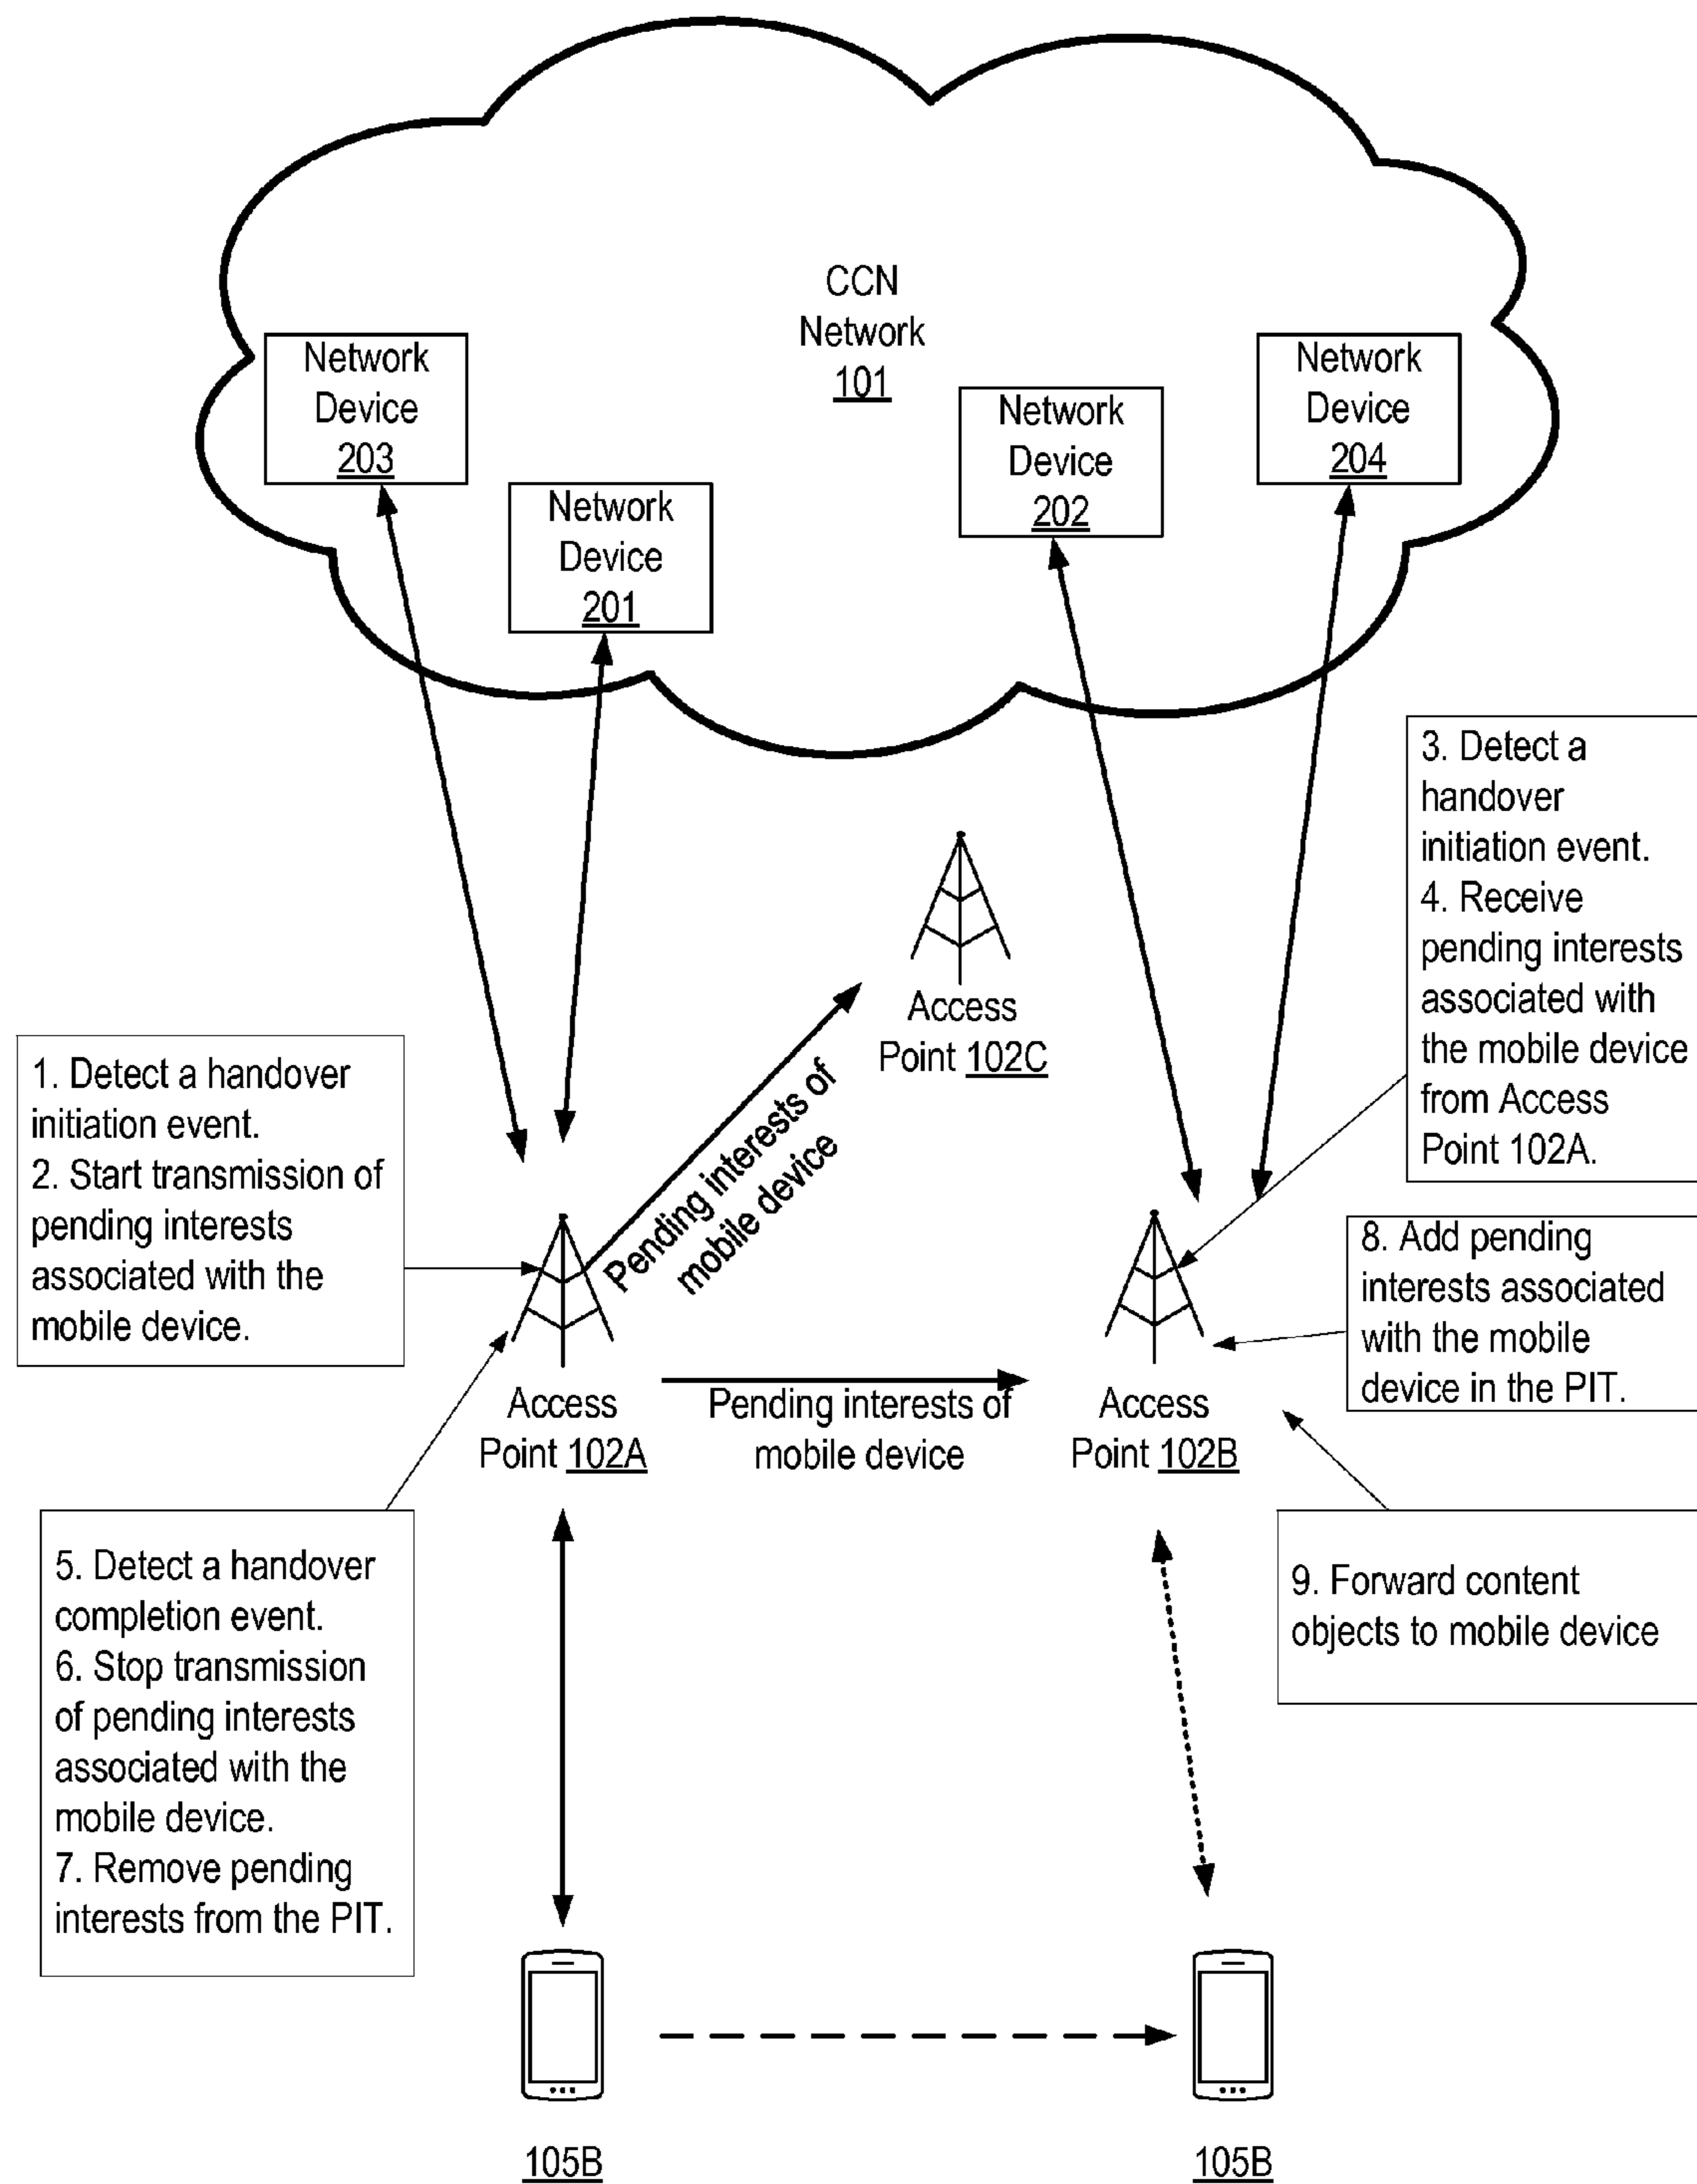 CCN
Network
101
Network
Device
203
Network
Device
201
Network
Device
202
Network
Device
204
3. Detect a
handover
initiation event.
4. Receive
pending interests
associated with
the mobile device
from Access
Point 102A.
Access
Point 102C
1. Detect a handover
initiation event.
2. Start transmission of
pending interests
associated with the
mobile device.
Pending interests of
mobile device
8. Add pending
interests associated
with the mobile
device in the PIT.
Access
Point 102A
Pending interests of
mobile device
Access
Point 102B
5. Detect a handover
completion event.
6. Stop transmission
of pending interests
associated with the
mobile device.
7. Remove pending
interests from the PIT.
9. Forward content
objects to mobile device
105B
105B